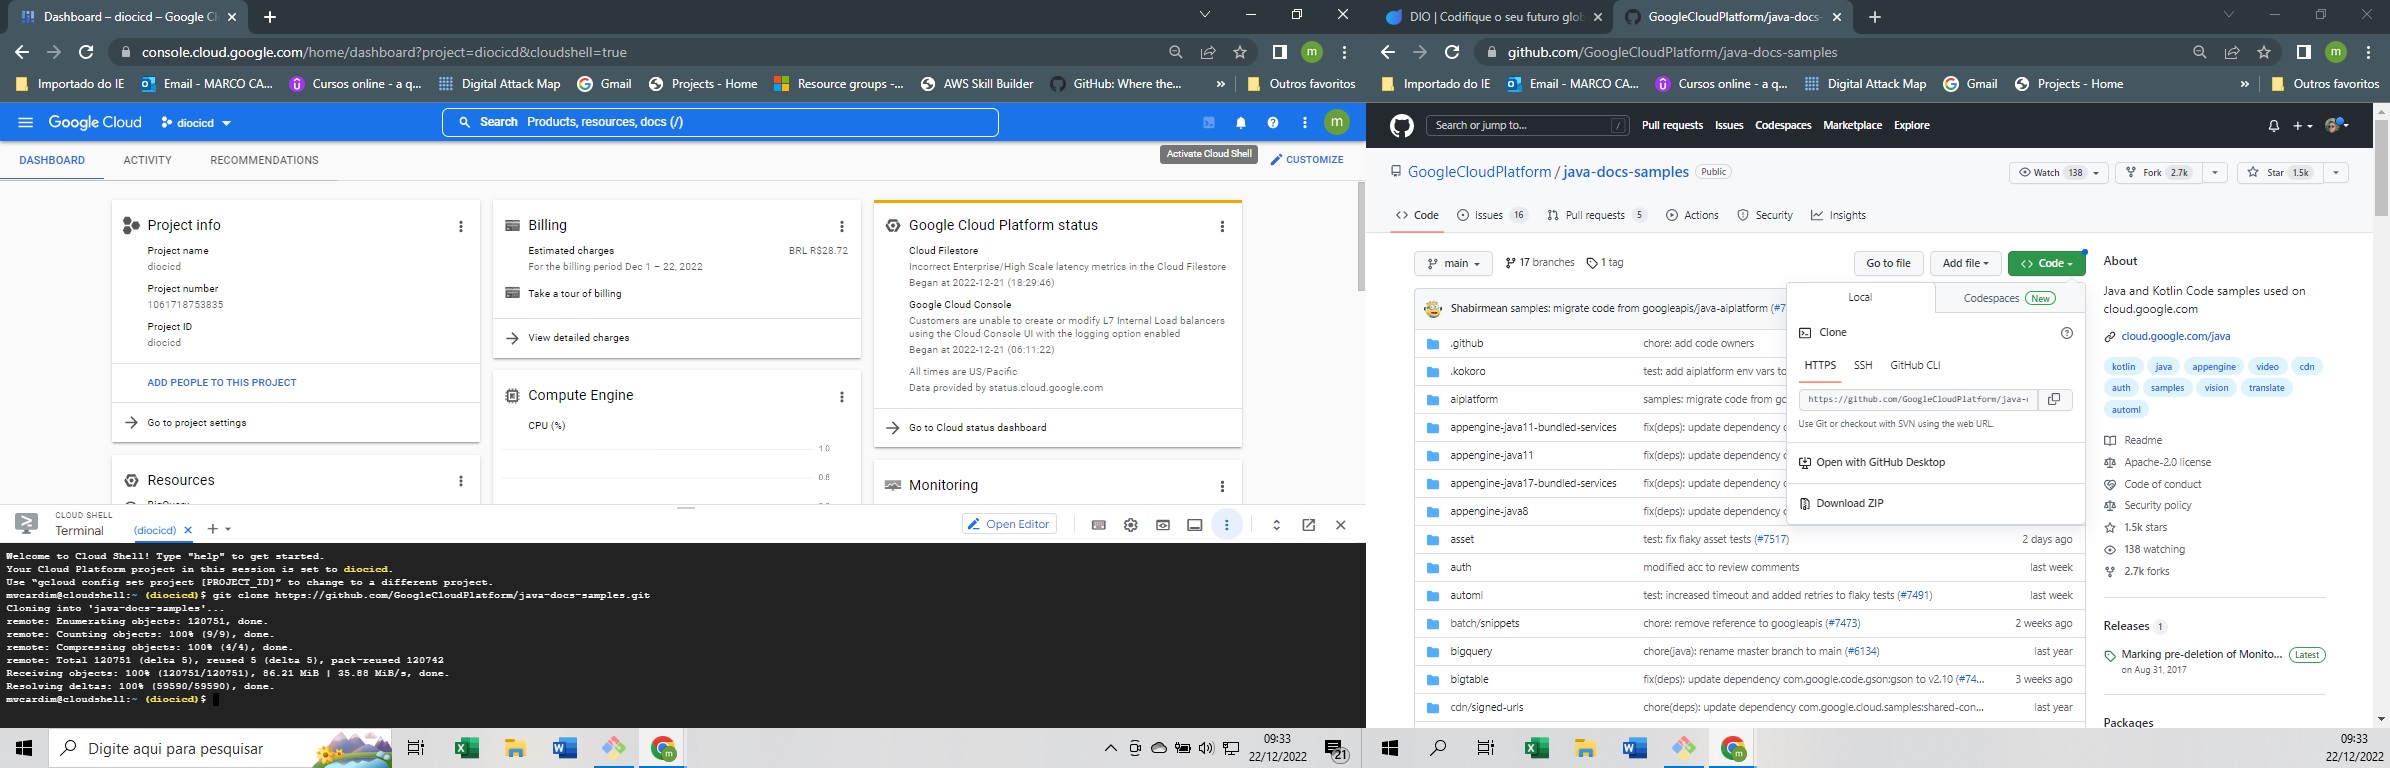 Dashboard – diocicd – Google Cl
console.cloud.google.com/home/dashboard?project=diocicd&cloudshell=true
m
Importado do IE
Email - MARCO CA...
Cursos online - a q...
Digital Attack Map
Gmail
Projects - Home
Resource groups -...
AWS Skill Builder
GitHub: Where the...
»
Outros favoritos
Google Cloud
diocicd
Search Products, resources, docs (/)
m
DASHBOARD
ACTIVITY
RECOMMENDATIONS
Activate Cloud Shell
CUSTOMIZE
Project info
Project name
diocicd
Project number
1061718753835
Project ID
diocicd
ADD PEOPLE TO THIS PROJECT
Go to project settings
Resources
BigQuery
Billing
Estimated charges
BRL R$28.72
For the billing period Dec 1 – 22, 2022
Take a tour of billing
View detailed charges
Compute Engine
CPU (%)
1.0
0.8
Google Cloud Platform status
Cloud Filestore
Incorrect Enterprise/High Scale latency metrics in the Cloud Filestore
Began at 2022-12-21 (18:29:46)
Google Cloud Console
Customers are unable to create or modify L7 Internal Load balancers
using the Cloud Console UI with the logging option enabled
Began at 2022-12-21 (06:11:22)
All times are US/Pacific
Data provided by status.cloud.google.com
Go to Cloud status dashboard
Monitoring
CLOUD SHELL
Terminal
(diocicd)
Open Editor
Welcome to Cloud Shell! Type "help" to get started.
Your Cloud Platform project in this session is set to diocicd.
Use “gcloud config set project [PROJECT_ID]” to change to a different project.
mvcardim@cloudshell:~ (diocicd)$ git clone https://github.com/GoogleCloudPlatform/java-docs-samples.git
Cloning into 'java-docs-samples'...
remote: Enumerating objects: 120751, done.
remote: Counting objects: 100% (9/9), done.
remote: Compressing objects: 100% (4/4), done.
remote: Total 120751 (delta 5), reused 5 (delta 5), pack-reused 120742
Receiving objects: 100% (120751/120751), 86.21 MiB | 35.88 MiB/s, done.
Resolving deltas: 100% (59590/59590), done.
mvcardim@cloudshell:~ (diocicd)$
Digite aqui para pesquisar
09:33
22/12/2022
21
DIO | Codifique o seu futuro glob
GoogleCloudPlatform/java-docs-
github.com/GoogleCloudPlatform/java-docs-samples
m
Importado do IE
Email - MARCO CA...
Cursos online - a q...
Digital Attack Map
Gmail
Projects - Home
»
Outros favoritos
Search or jump to...
/
Pull requests
Issues
Codespaces
Marketplace
Explore
GoogleCloudPlatform / java-docs-samples
Public
Watch 138
Fork 2.7k
Star 1.5k
Code
Issues 16
Pull requests 5
Actions
Security
Insights
main
17 branches
1 tag
Go to file
Add file
Code
Shabirmean samples: migrate code from googleapis/java-aiplatform (#7
.github
chore: add code owners
.kokoro
test: add aiplatform env vars to
aiplatform
samples: migrate code from go
appengine-java11-bundled-services
fix(deps): update dependency c
appengine-java11
fix(deps): update dependency c
appengine-java17-bundled-services
fix(deps): update dependency c
appengine-java8
fix(deps): update dependency c
asset
test: fix flaky asset tests (#7517)
2 days ago
auth
modified acc to review comments
last week
automl
test: increased timeout and added retries to flaky tests (#7491)
last week
batch/snippets
chore: remove reference to googleapis (#7473)
2 weeks ago
bigquery
chore(java): rename master branch to main (#6134)
last year
bigtable
fix(deps): update dependency com.google.code.gson:gson to v2.10 (#74...
3 weeks ago
cdn/signed-urls
chore(deps): update dependency com.google.cloud.samples:shared-con...
last year
Local
Codespaces New
Clone
HTTPS
SSH
GitHub CLI
https://github.com/GoogleCloudPlatform/java-
Use Git or checkout with SVN using the web URL.
Open with GitHub Desktop
Download ZIP
About
Java and Kotlin Code samples used on
cloud.google.com
cloud.google.com/java
kotlin
java
appengine
video
cdn
auth
samples
vision
translate
automl
Readme
Apache-2.0 license
Code of conduct
Security policy
1.5k stars
138 watching
2.7k forks
Releases 1
Marking pre-deletion of Monito...
Latest
on Aug 31, 2017
Packages
09:33
22/12/2022